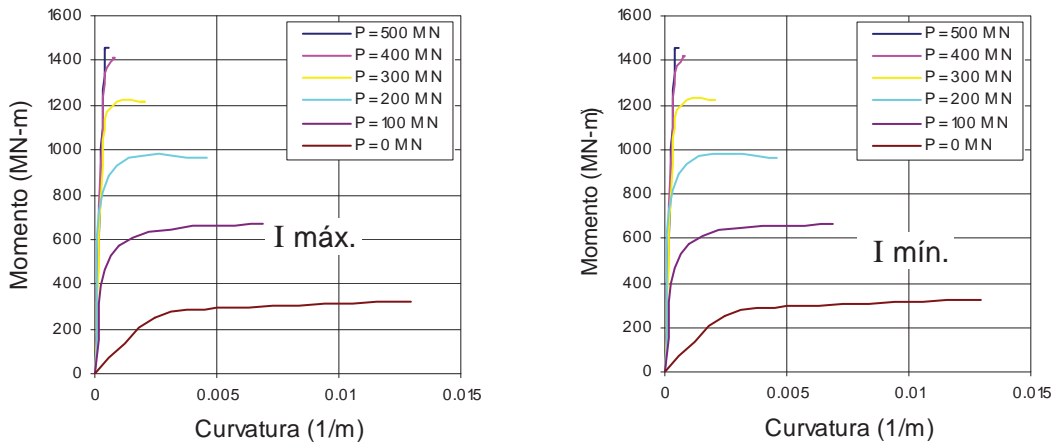 Momento (MN-m)
1600
1400
1200
1000
800
600
400
200
0
P = 500 MN
P = 400 MN
P = 300 MN
P = 200 MN
P = 100 MN
P = 0 MN
I máx.
0
0.005
0.01
0.015
Curvatura (1/m)
Momento (MN-m)
1600
1400
1200
1000
800
600
400
200
0
P = 500 MN
P = 400 MN
P = 300 MN
P = 200 MN
P = 100 MN
P = 0 MN
I mín.
0
0.005
0.01
0.015
Curvatura (1/m)